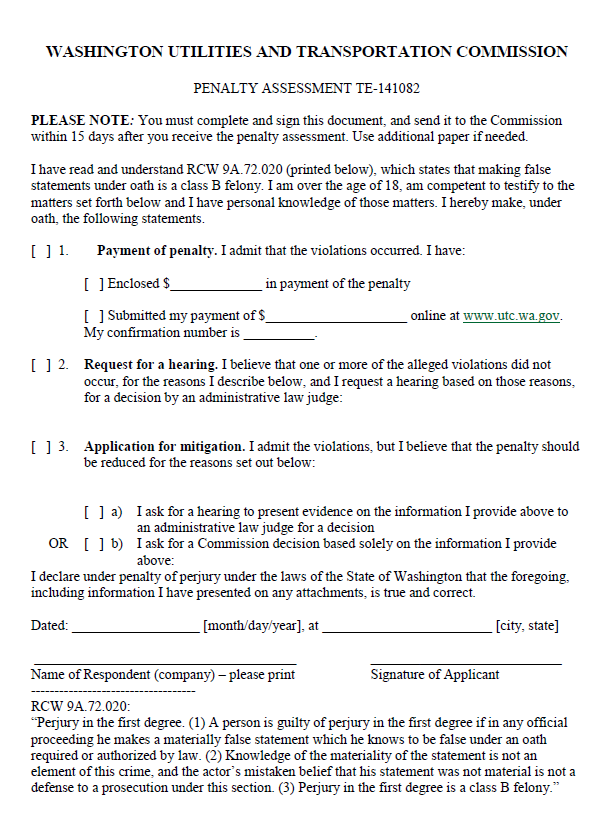 WASHINGTON UTILITIES AND TRANSPORTATION COMMISSION
PENALTY ASSESSMENT TE-141082
PLEASE NOTE: You must complete and sign this document, and send it to the Commission
within 15 days after you receive the penalty assessment. Use additional paper if needed.
I have read and understand RCW 9A.72.020 (printed below), which states that making false
statements under oath is a class B felony. I am over the age of 18, am competent to testify to the
matters set forth below and I have personal knowledge of those matters. I hereby make, under
oath, the following statements.
[ ] 1. Payment of penalty. I admit that the violations occurred. I have:
[ ] Enclosed $______________ in payment of the penalty
[ ] Submitted my payment of $_____________________ online at www.utc.wa.gov.
My confirmation number is ___________.
[ ] 2. Request for a hearing. I believe that one or more of the alleged violations did not
occur, for the reasons I describe below, and I request a hearing based on those reasons,
for a decision by an administrative law judge:
[ ] 3. Application for mitigation. I admit the violations, but I believe that the penalty should
be reduced for the reasons set out below:
[ ] a) I ask for a hearing to present evidence on the information I provide above to
an administrative law judge for a decision
OR [ ] b) I ask for a Commission decision based solely on the information I provide
above:
I declare under penalty of perjury under the laws of the State of Washington that the foregoing,
including information I have presented on any attachments, is true and correct.
Dated: ___________________ [month/day/year], at _________________________ [city, state]
_______________________________________ ____________________________
Name of Respondent (company) – please print Signature of Applicant
-----------------------------------
RCW 9A.72.020:
“Perjury in the first degree. (1) A person is guilty of perjury in the first degree if in any official
proceeding he makes a materially false statement which he knows to be false under an oath
required or authorized by law. (2) Knowledge of the materiality of the statement is not an
element of this crime, and the actor’s mistaken belief that his statement was not material is not a
defense to a prosecution under this section. (3) Perjury in the first degree is a class B felony.”